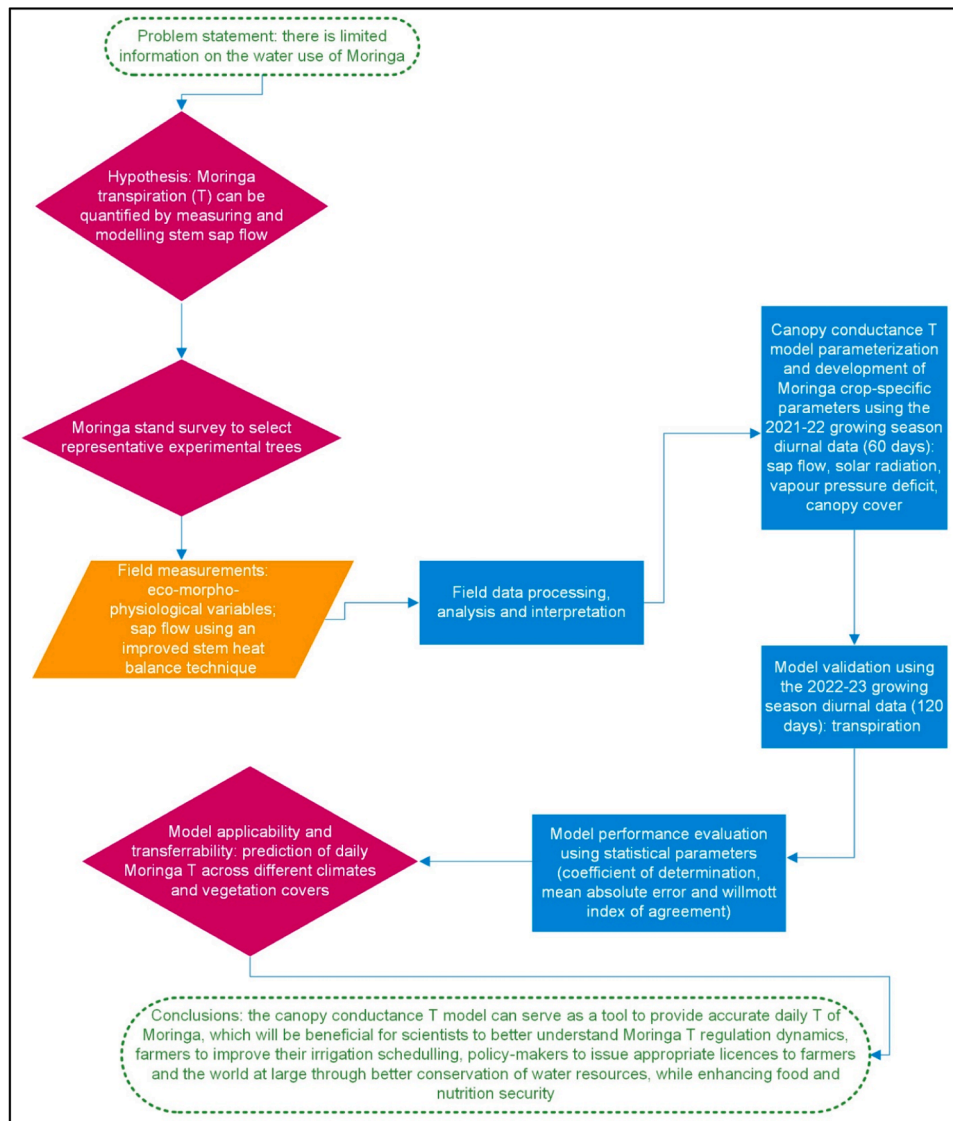 Problem statement: there is limited
information on the water use of Moringa
Hypothesis: Moringa
transpiration (T) can be
quantified by measuring and
modelling stem sap flow
Moringa stand survey to select
representative experimental trees
Field measurements:
eco-morpho-
physiological variables;
sap flow using an
improved stem heat
balance technique
Field data processing,
analysis and interpretation
Canopy conductance T
model parameterization
and development of
Moringa crop-specific
parameters using the
2021-22 growing season
diurnal data (60 days):
sap flow, solar radiation,
vapour pressure deficit,
canopy cover
Model validation using
the 2022-23 growing
season diurnal data (120
days): transpiration
Model performance evaluation
using statistical parameters
(coefficient of determination,
mean absolute error and willmott
index of agreement)
Model applicability and
transferrability: prediction of daily
Moringa T across different climates
and vegetation covers
Conclusions: the canopy conductance T model can serve as a tool to provide accurate daily T of
Moringa, which will be beneficial for scientists to better understand Moringa T regulation dynamics,
farmers to improve their irrigation schedulling, policy-makers to issue appropriate licences to farmers
and the world at large through better conservation of water resources, while enhancing food and
nutrition security